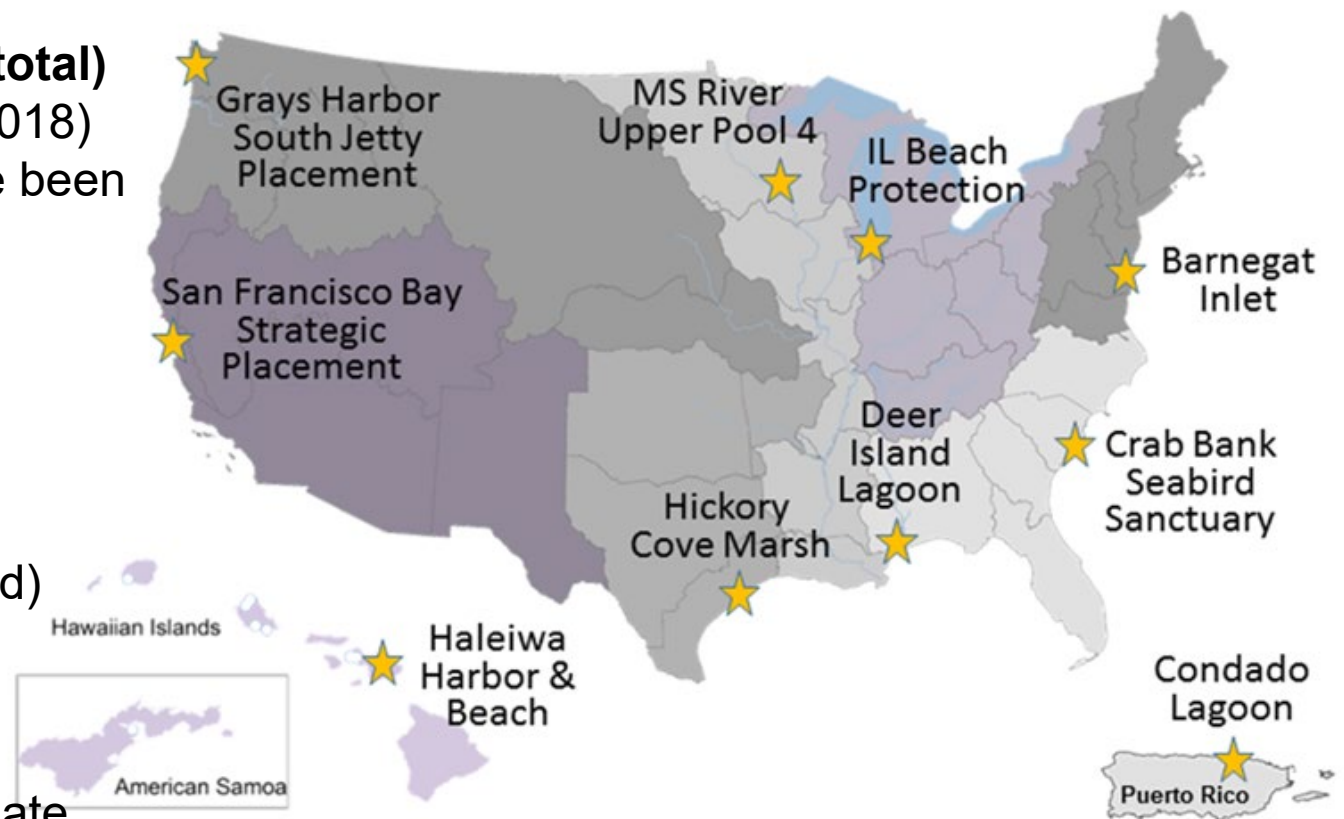 total)
018)
been
d)
ate
Grays Harbor
South Jetty
Placement
MS River
Upper Pool 4
IL Beach
Protection
San Francisco Bay
Strategic
Placement
Barnegat
Inlet
Deer
Island
Lagoon
Crab Bank
Seabird
Sanctuary
Hickory
Cove Marsh
Hawaiian Islands
Haleiwa
Harbor &
Beach
American Samoa
Condado
Lagoon
Puerto Rico